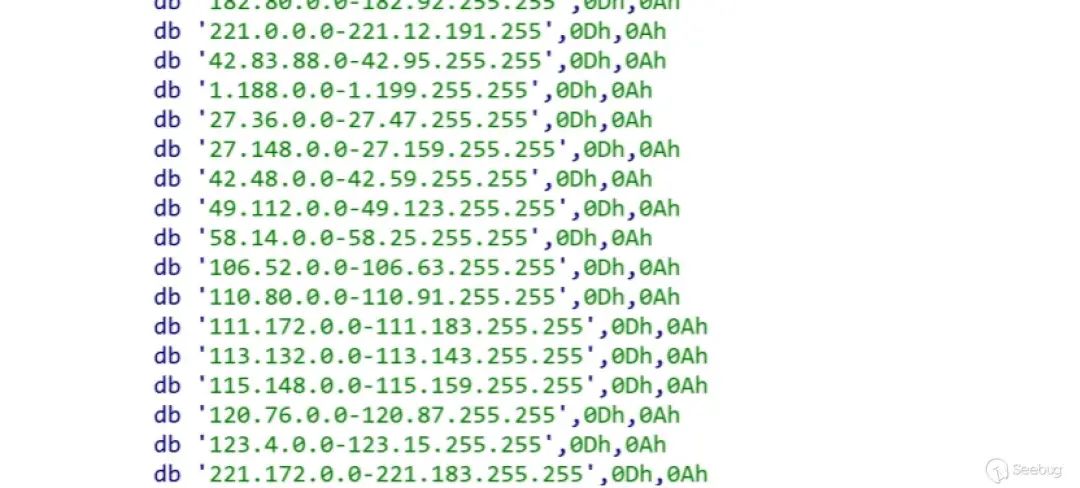 db '182.80.0.0-182.92.255.255',0Dh,0Ah
db '221.0.0.0-221.12.191.255',0Dh,0Ah
db '42.83.88.0-42.95.255.255',0Dh,0Ah
db '1.188.0.0-1.199.255.255',0Dh,0Ah
db '27.36.0.0-27.47.255.255',0Dh,0Ah
db '27.148.0.0-27.159.255.255',0Dh,0Ah
db '42.48.0.0-42.59.255.255',0Dh,0Ah
db '49.112.0.0-49.123.255.255',0Dh,0Ah
db '58.14.0.0-58.25.255.255',0Dh,0Ah
db '106.52.0.0-106.63.255.255',0Dh,0Ah
db '110.80.0.0-110.91.255.255',0Dh,0Ah
db '111.172.0.0-111.183.255.255',0Dh,0Ah
db '113.132.0.0-113.143.255.255',0Dh,0Ah
db '115.148.0.0-115.159.255.255',0Dh,0Ah
db '120.76.0.0-120.87.255.255',0Dh,0Ah
db '123.4.0.0-123.15.255.255',0Dh,0Ah
db '221.172.0.0-221.183.255.255',0Dh,0Ah
Seebug